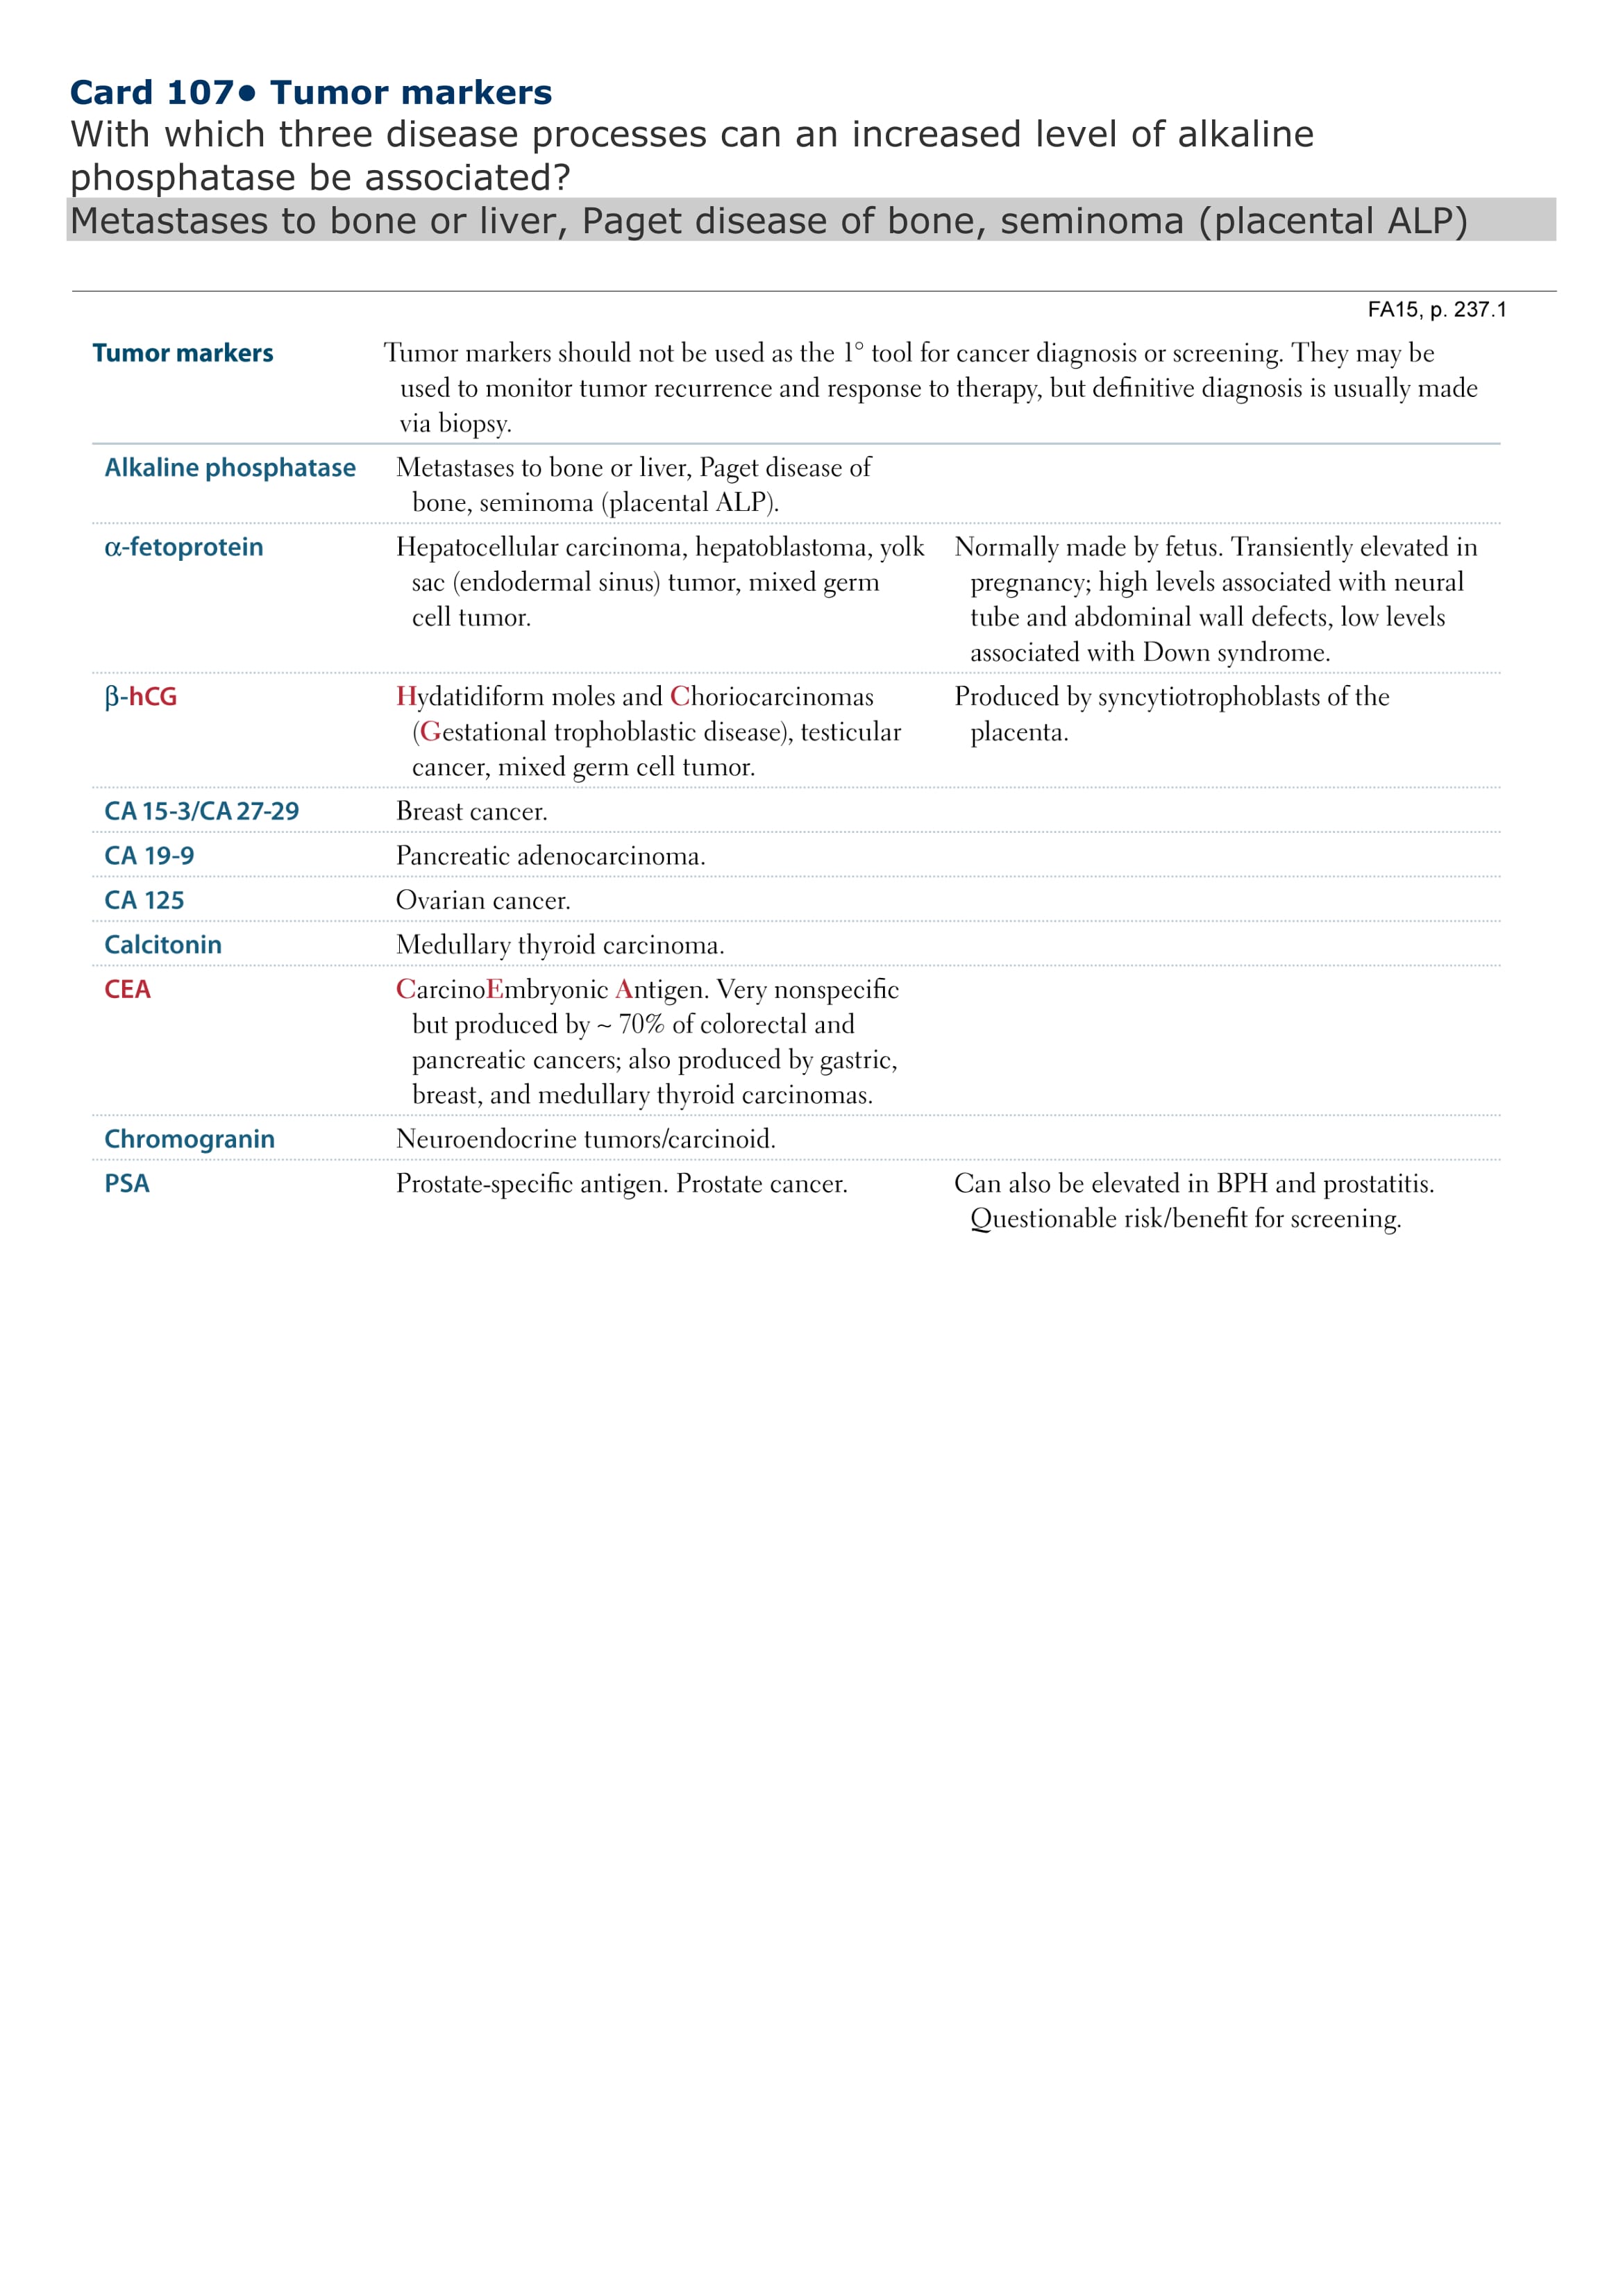 Card 107● Tumor markers
With which three disease processes can an increased level of alkaline
phosphatase be associated?
Metastases to bone or liver, Paget disease of bone, seminoma (placental ALP)
FA15, p. 237.1
Tumor markers Tumor markers should not be used as the 1° tool for cancer diagnosis or screening. They may be
used to monitor tumor recurrence and response to therapy, but definitive diagnosis is usually made
via biopsy.
Alkaline phosphatase Metastases to bone or liver, Paget disease of
bone, seminoma (placental ALP).
α-fetoprotein Hepatocellular carcinoma, hepatoblastoma, yolk Normally made by fetus. Transiently elevated in
sac (endodermal sinus) tumor, mixed germ pregnancy; high levels associated with neural
cell tumor. tube and abdominal wall defects, low levels
associated with Down syndrome.
β-hCG Hydatidiform moles and Choriocarcinomas Produced by syncytiotrophoblasts of the
(Gestational trophoblastic disease), testicular placenta.
cancer, mixed germ cell tumor.
CA 15-3/CA 27-29 Breast cancer.
CA 19-9 Pancreatic adenocarcinoma.
CA 125 Ovarian cancer.
Calcitonin Medullary thyroid carcinoma.
CEA CarcinoEmbryonic Antigen. Very nonspecific
but produced by ~ 70% of colorectal and
pancreatic cancers; also produced by gastric,
breast, and medullary thyroid carcinomas.
Chromogranin Neuroendocrine tumors/carcinoid.
PSA Prostate-specific antigen. Prostate cancer. Can also be elevated in BPH and prostatitis.
Questionable risk/benefit for screening.